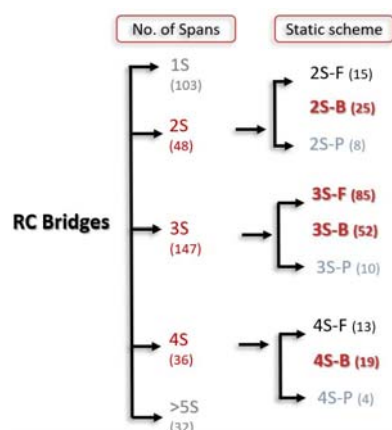 No. of Spans
Static scheme
1S
(103)
2S
(48)
2S-F (15)
2S-B (25)
2S-P (8)
RC Bridges
3S
(147)
3S-F (85)
3S-B (52)
3S-P (10)
4S
(36)
4S-F (13)
4S-B (19)
4S-P (4)
>5S
(32)